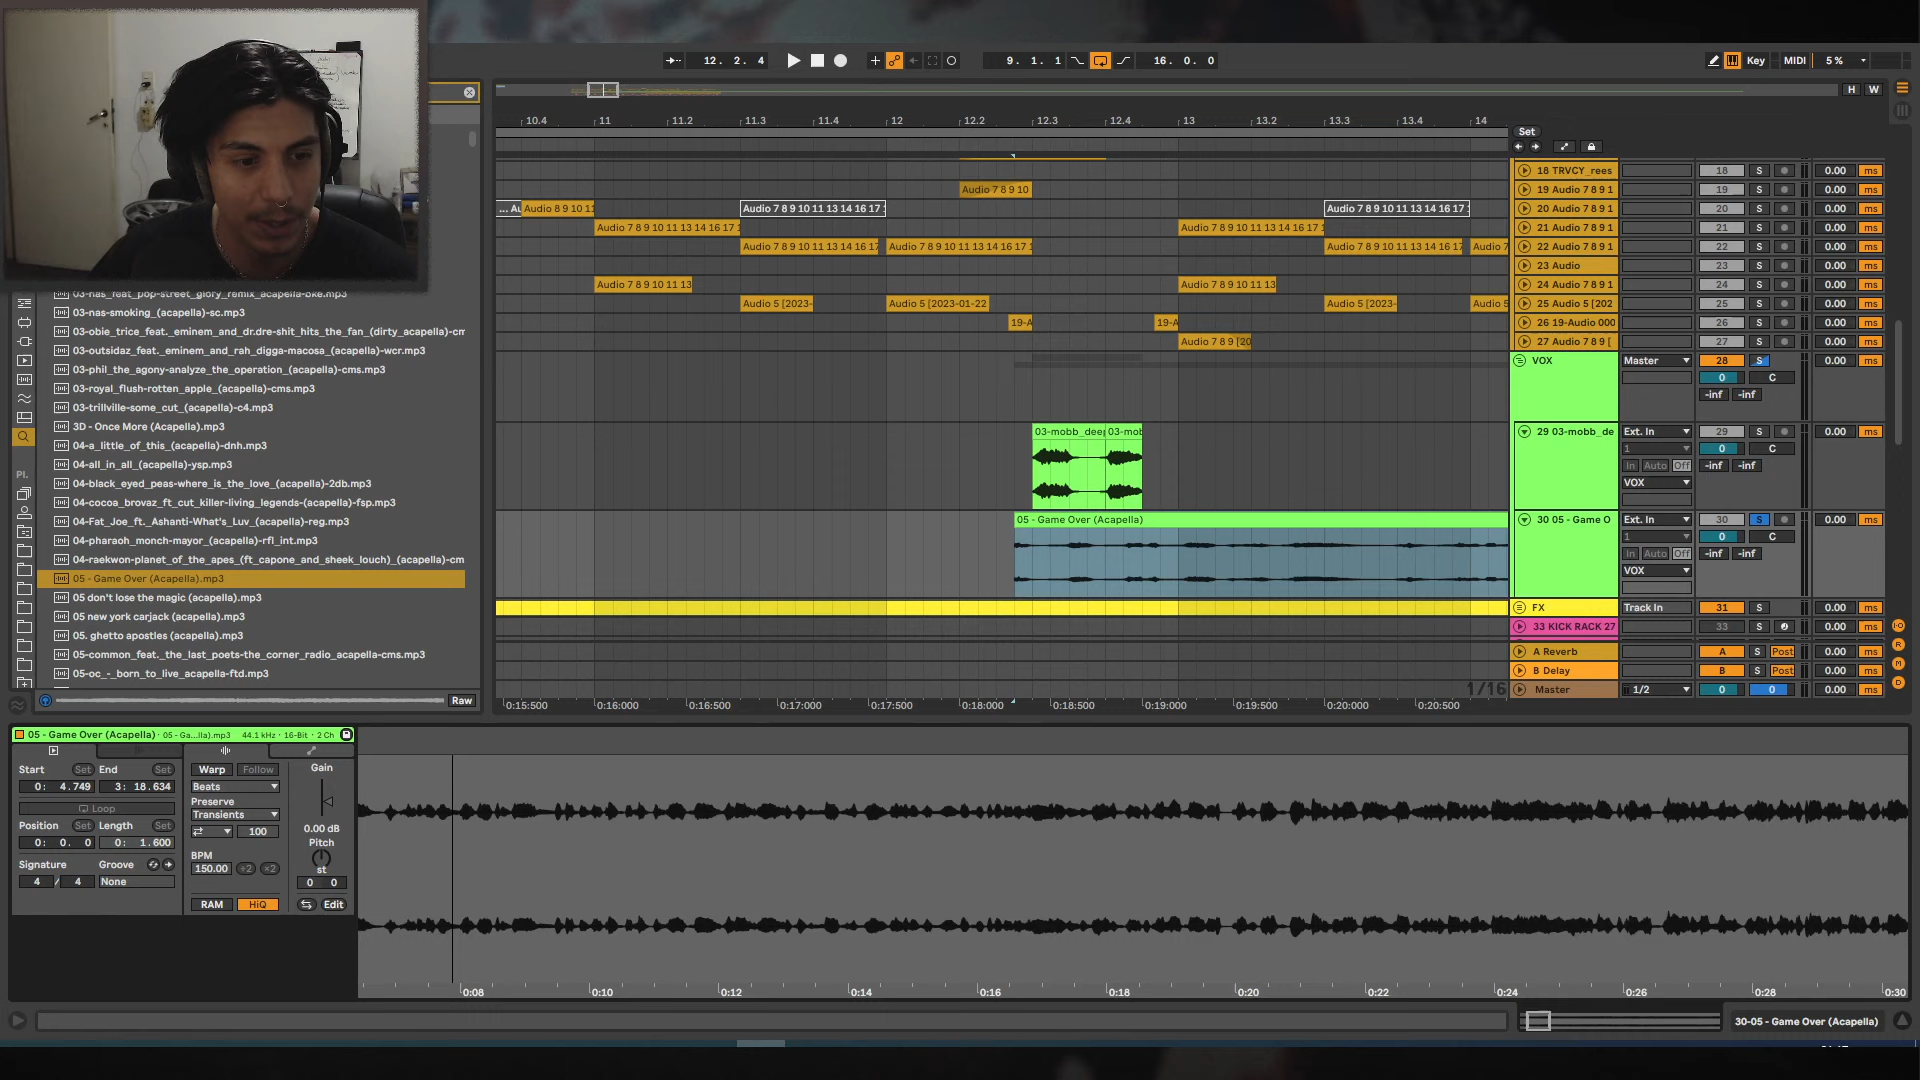 12. 2. 4
9. 1. 1
16. 0. 0
Key
MIDI
5 %
H
W
10.4 11 11.2 11.3 11.4 12 12.2 12.3 12.4 13 13.2 13.3 13.4 14
Set
18 TRVCY_rees 18 S 0.00 ms
Audio 7 8 9 10
19 Audio 7 8 9 1 19 S 0.00 ms
Audio 8 9 10 11
Audio 7 8 9 10 11 13 14 16 17
Audio 7 8 9 10 11 13 14 16 17
20 Audio 7 8 9 1 20 S 0.00 ms
Audio 7 8 9 10 11 13 14 16 17 1
Audio 7 8 9 10 11 13 14 16 17
21 Audio 7 8 9 1 21 S 0.00 ms
Audio 7 8 9 10 11 13 14 16 17
Audio 7 8 9 10 11 13 14 16 17
Audio 7 8 9 10 11 13 14 16 17
Audio 7
22 Audio 7 8 9 1 22 S 0.00 ms
23 Audio 23 S 0.00 ms
Audio 7 8 9 10 11 13
Audio 7 8 9 10 11 13
24 Audio 7 8 9 1 24 S 0.00 ms
Audio 5 [2023-
Audio 5 [2023-01-22
Audio 5 [2023-
Audio 5
25 Audio 5 [202 25 S 0.00 ms
19-A
19-A
26 19-Audio 000 26 S 0.00 ms
Audio 7 8 9 [20
27 Audio 7 8 9 [ 27 S 0.00 ms
VOX Master 28 S 0.00 ms
0 C
-inf -inf
03-mobb_deep
03-mob
29 03-mobb_de Ext. In 29 S 0.00 ms
1 0 C
In Auto Off -inf -inf
VOX
05 - Game Over (Acapella)
30 05 - Game O Ext. In 30 S 0.00 ms
1 0 C
In Auto Off -inf -inf
VOX
FX Track In 31 S 0.00 ms
33 KICK RACK 27 33 S 0.00 ms
A Reverb A S Post 0.00 ms
B Delay B S Post 0.00 ms
1/16
Master 1/2 0 0 0.00 ms
0:15:500 0:16:000 0:16:500 0:17:000 0:17:500 0:18:000 0:18:500 0:19:000 0:19:500 0:20:000 0:20:500
03-nas_feat_pop-street_glory_remix_acapella-bke.mp3
03-nas-smoking_(acapella)-sc.mp3
03-obie_trice_feat._eminem_and_dr.dre-shit_hits_the_fan_(dirty_acapella)-cm
03-outsidaz_feat._eminem_and_rah_digga-macosa_(acapella)-wcr.mp3
03-phil_the_agony-analyze_the_operation_(acapella)-cms.mp3
03-royal_flush-rotten_apple_(acapella)-cms.mp3
03-trillville-some_cut_(acapella)-c4.mp3
3D - Once More (Acapella).mp3
04-a_little_of_this_(acapella)-dnh.mp3
04-all_in_all_(acapella)-ysp.mp3
Pl.
04-black_eyed_peas-where_is_the_love_(acapella)-2db.mp3
04-cocoa_brovaz_ft_cut_killer-living_legends-(acapella)-fsp.mp3
04-Fat_Joe_ft._Ashanti-What's_Luv_(acapella)-reg.mp3
04-pharaoh_monch-mayor_(acapella)-rfl_int.mp3
04-raekwon-planet_of_the_apes_(ft_capone_and_sheek_louch)_(acapella)-cm
05 - Game Over (Acapella).mp3
05 don't lose the magic (acapella).mp3
05 new york carjack (acapella).mp3
05. ghetto apostles (acapella).mp3
05-common_feat._the_last_poets-the_corner_radio_acapella-cms.mp3
05-oc_-_born_to_live_acapella-ftd.mp3
Raw
05 - Game Over (Acapella) · 05 - Ga...lla).mp3 44.1 kHz · 16-Bit · 2 Ch
Start Set End Set
0: 4.749 3: 18.634
Loop
Position Set Length Set
0: 0. 0 0: 1.600
Signature Groove
4 / 4 None
Warp Follow
Beats
Preserve
Transients
100
BPM
150.00 ÷2 ×2
RAM HiQ
Gain
0.00 dB
Pitch
st
0 0
Edit
0:08 0:10 0:12 0:14 0:16 0:18 0:20 0:22 0:24 0:26 0:28 0:30
30-05 - Game Over (Acapella)